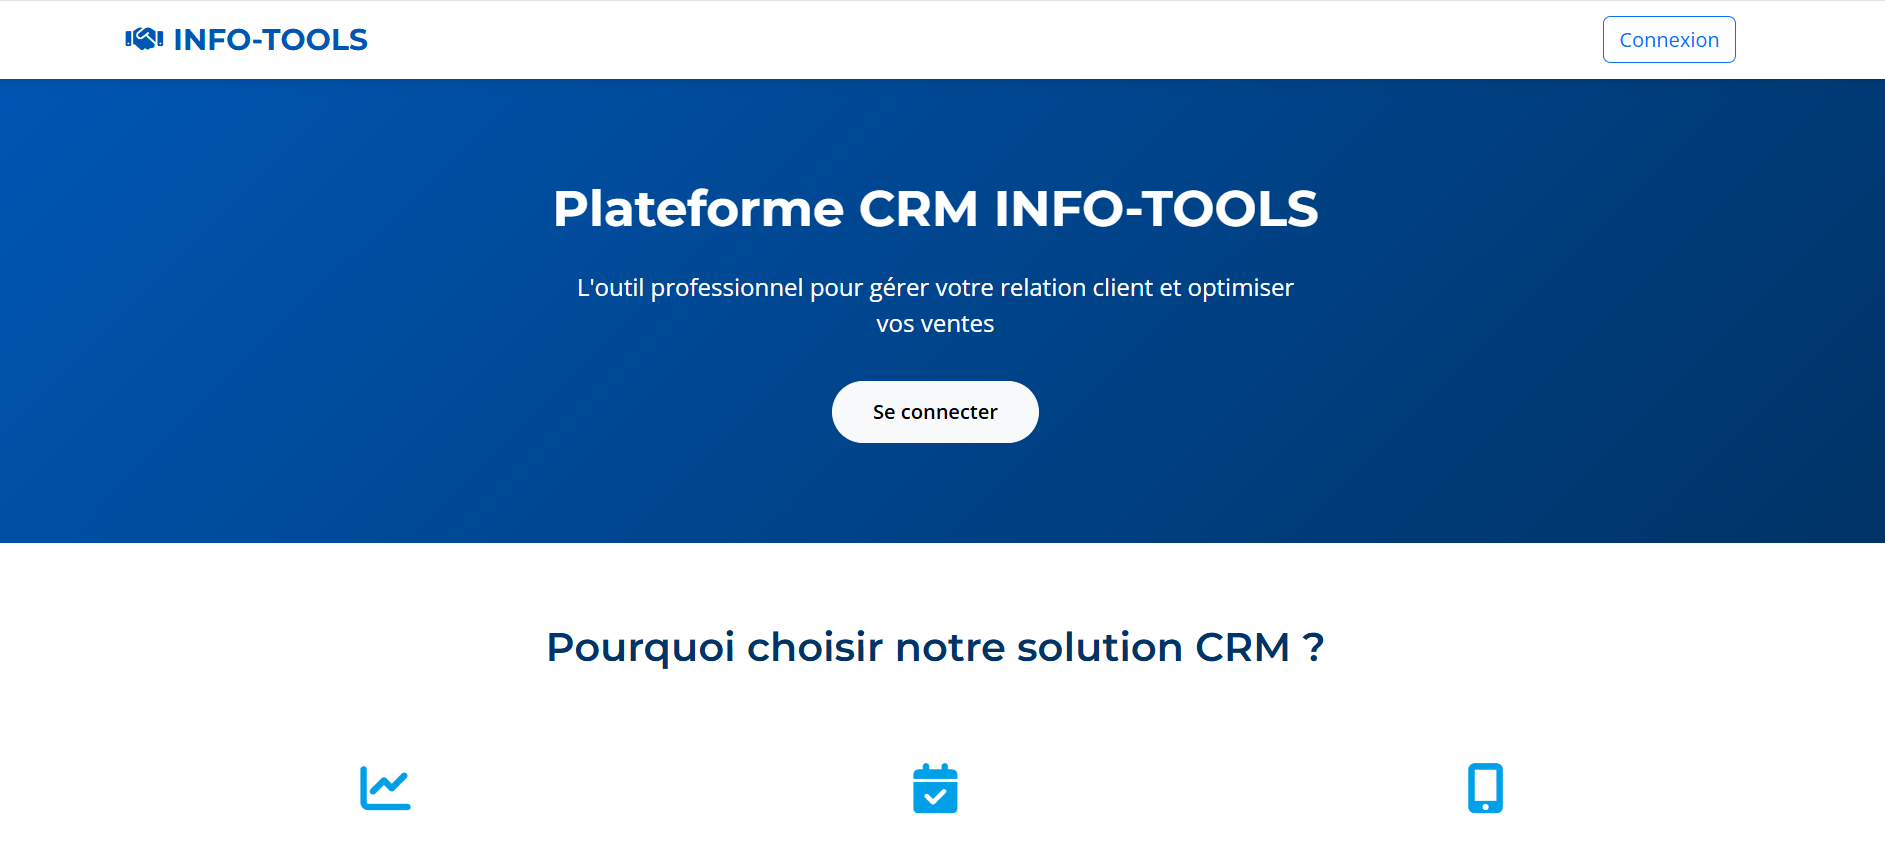 INFO-TOOLS
Connexion
Plateforme CRM INFO-TOOLS
L'outil professionnel pour gérer votre relation client et optimiser
vos ventes
Se connecter
Pourquoi choisir notre solution CRM ?